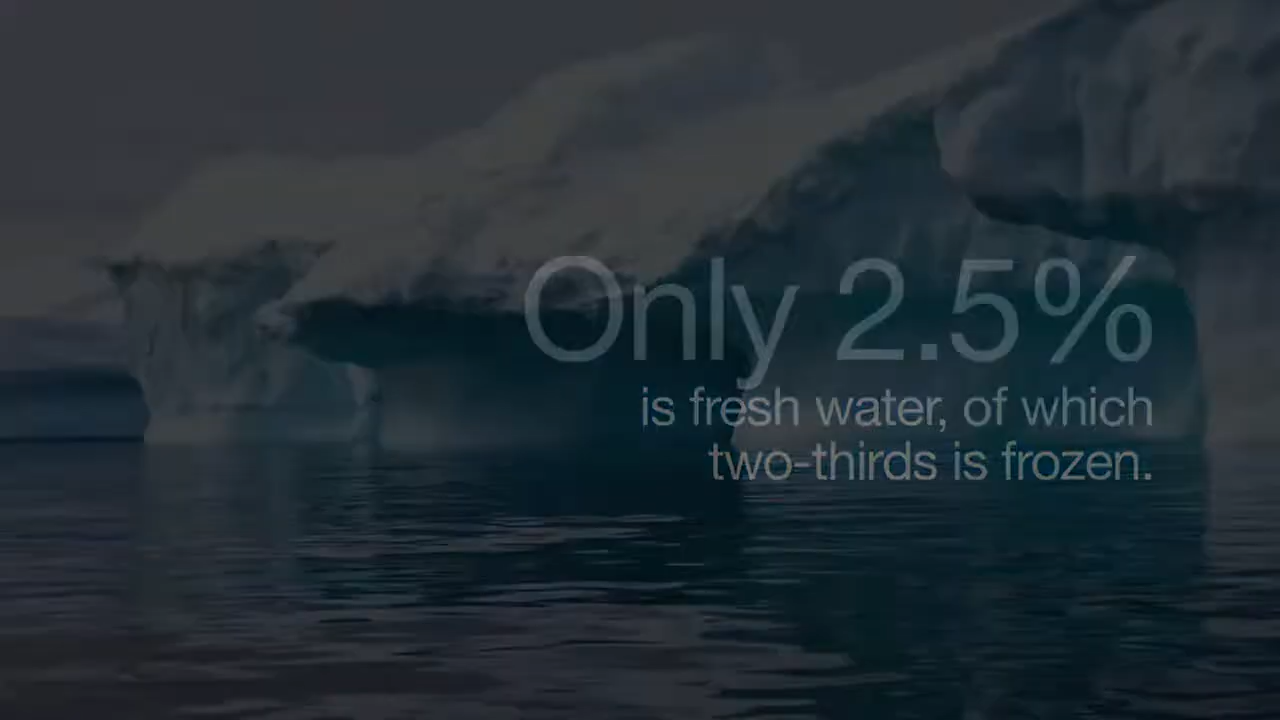 Only 2.5%
is fresh water, of which
two-thirds is frozen.